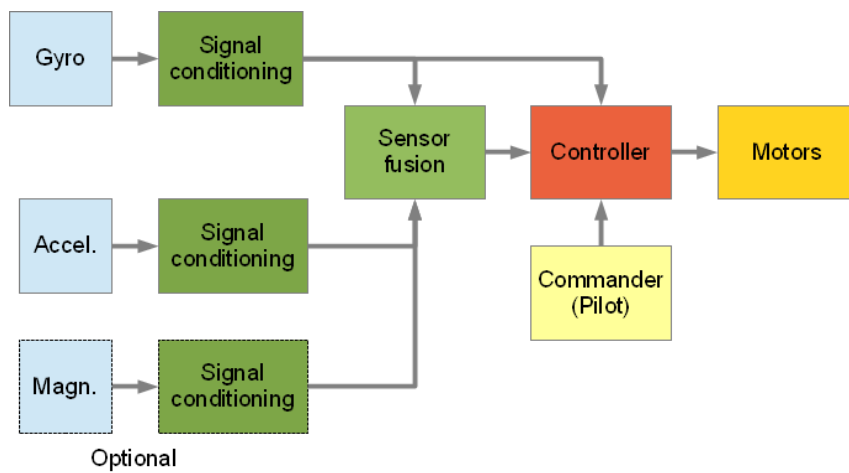 Gyro
Signal
conditioning
Sensor
fusion
Controller
Motors
Accel.
Signal
conditioning
Commander
(Pilot)
Magn.
Signal
conditioning
Optional